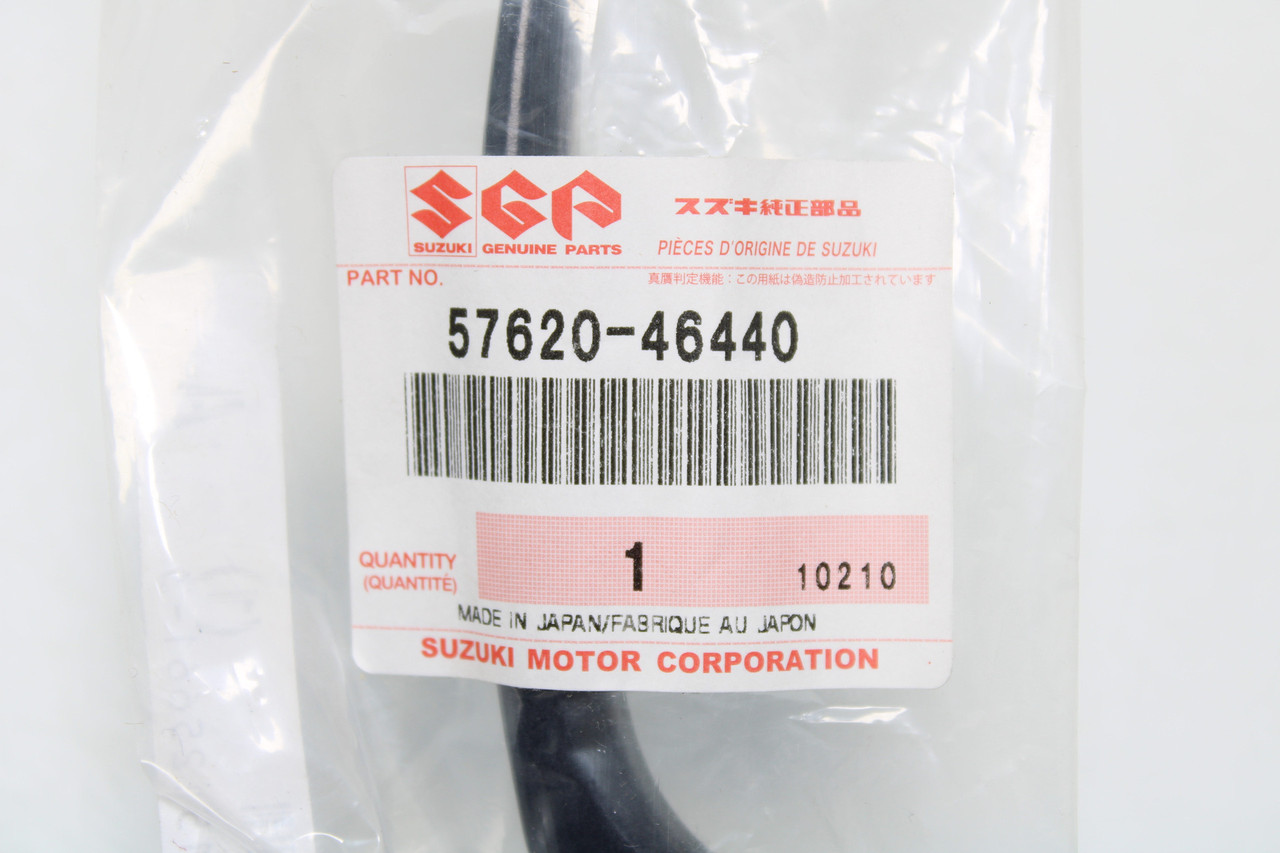 SGP
SUZUKI GENUINE PARTS
スズキ純正部品
PIÈCES D'ORIGINE DE SUZUKI
PART NO.
真贋判定機能：この用紙は偽造防止加工されています
57620-46440
QUANTITY
(QUANTITÉ)
1
10210
MADE IN JAPAN/FABRIQUE AU JAPON
SUZUKI MOTOR CORPORATION